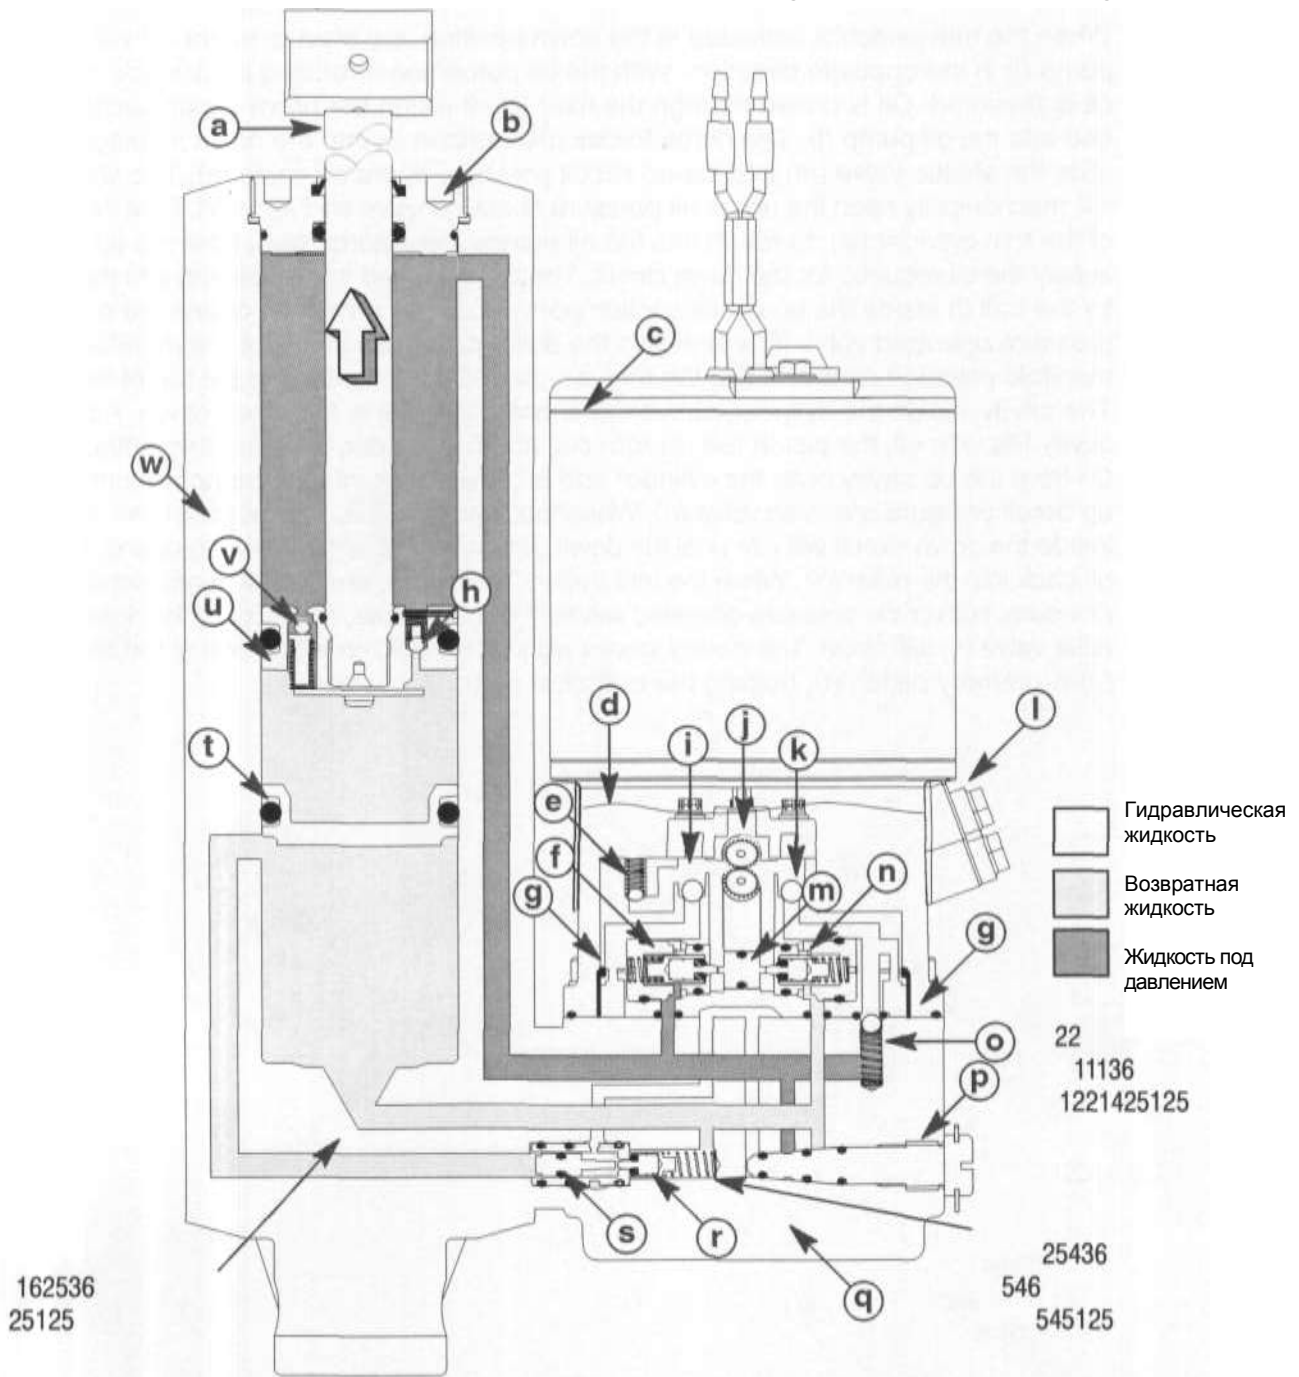 a
b
c
w
v
h
u
d
j
l
i
k
t
e
f
n
m
g
g
o
p
s
r
q
Гидравлическая
жидкость
Возвратная
жидкость
Жидкость под
давлением
22
11136
1221425125
25436
546
545125
162536
25125